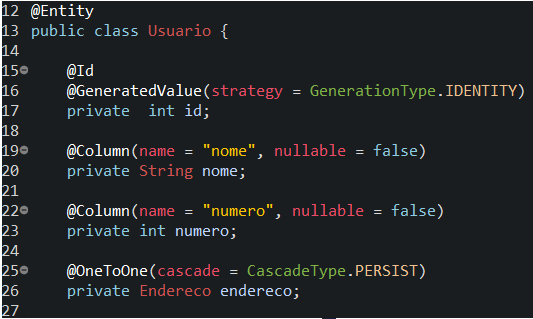 12 @Entity
13 public class Usuario {
14
15 @Id
16 @GeneratedValue(strategy = GenerationType.IDENTITY)
17 private  int id;
18
19 @Column(name = "nome", nullable = false)
20 private String nome;
21
22 @Column(name = "numero", nullable = false)
23 private int numero;
24
25 @OneToOne(cascade = CascadeType.PERSIST)
26 private Endereco endereco;
27